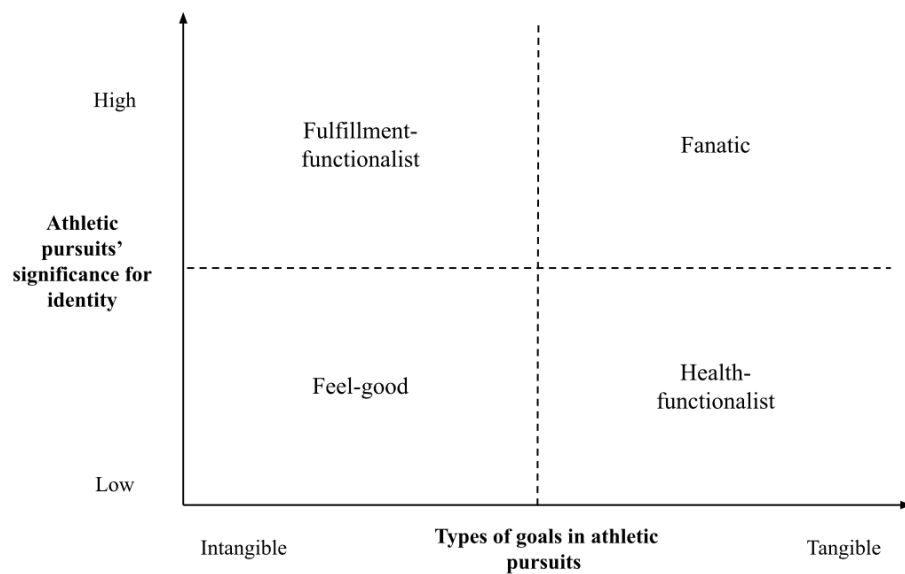 High
Fulfillment-
functionalist
Fanatic
Athletic
pursuits’
significance for
identity
Feel-good
Health-
functionalist
Low
Intangible
Types of goals in athletic
pursuits
Tangible